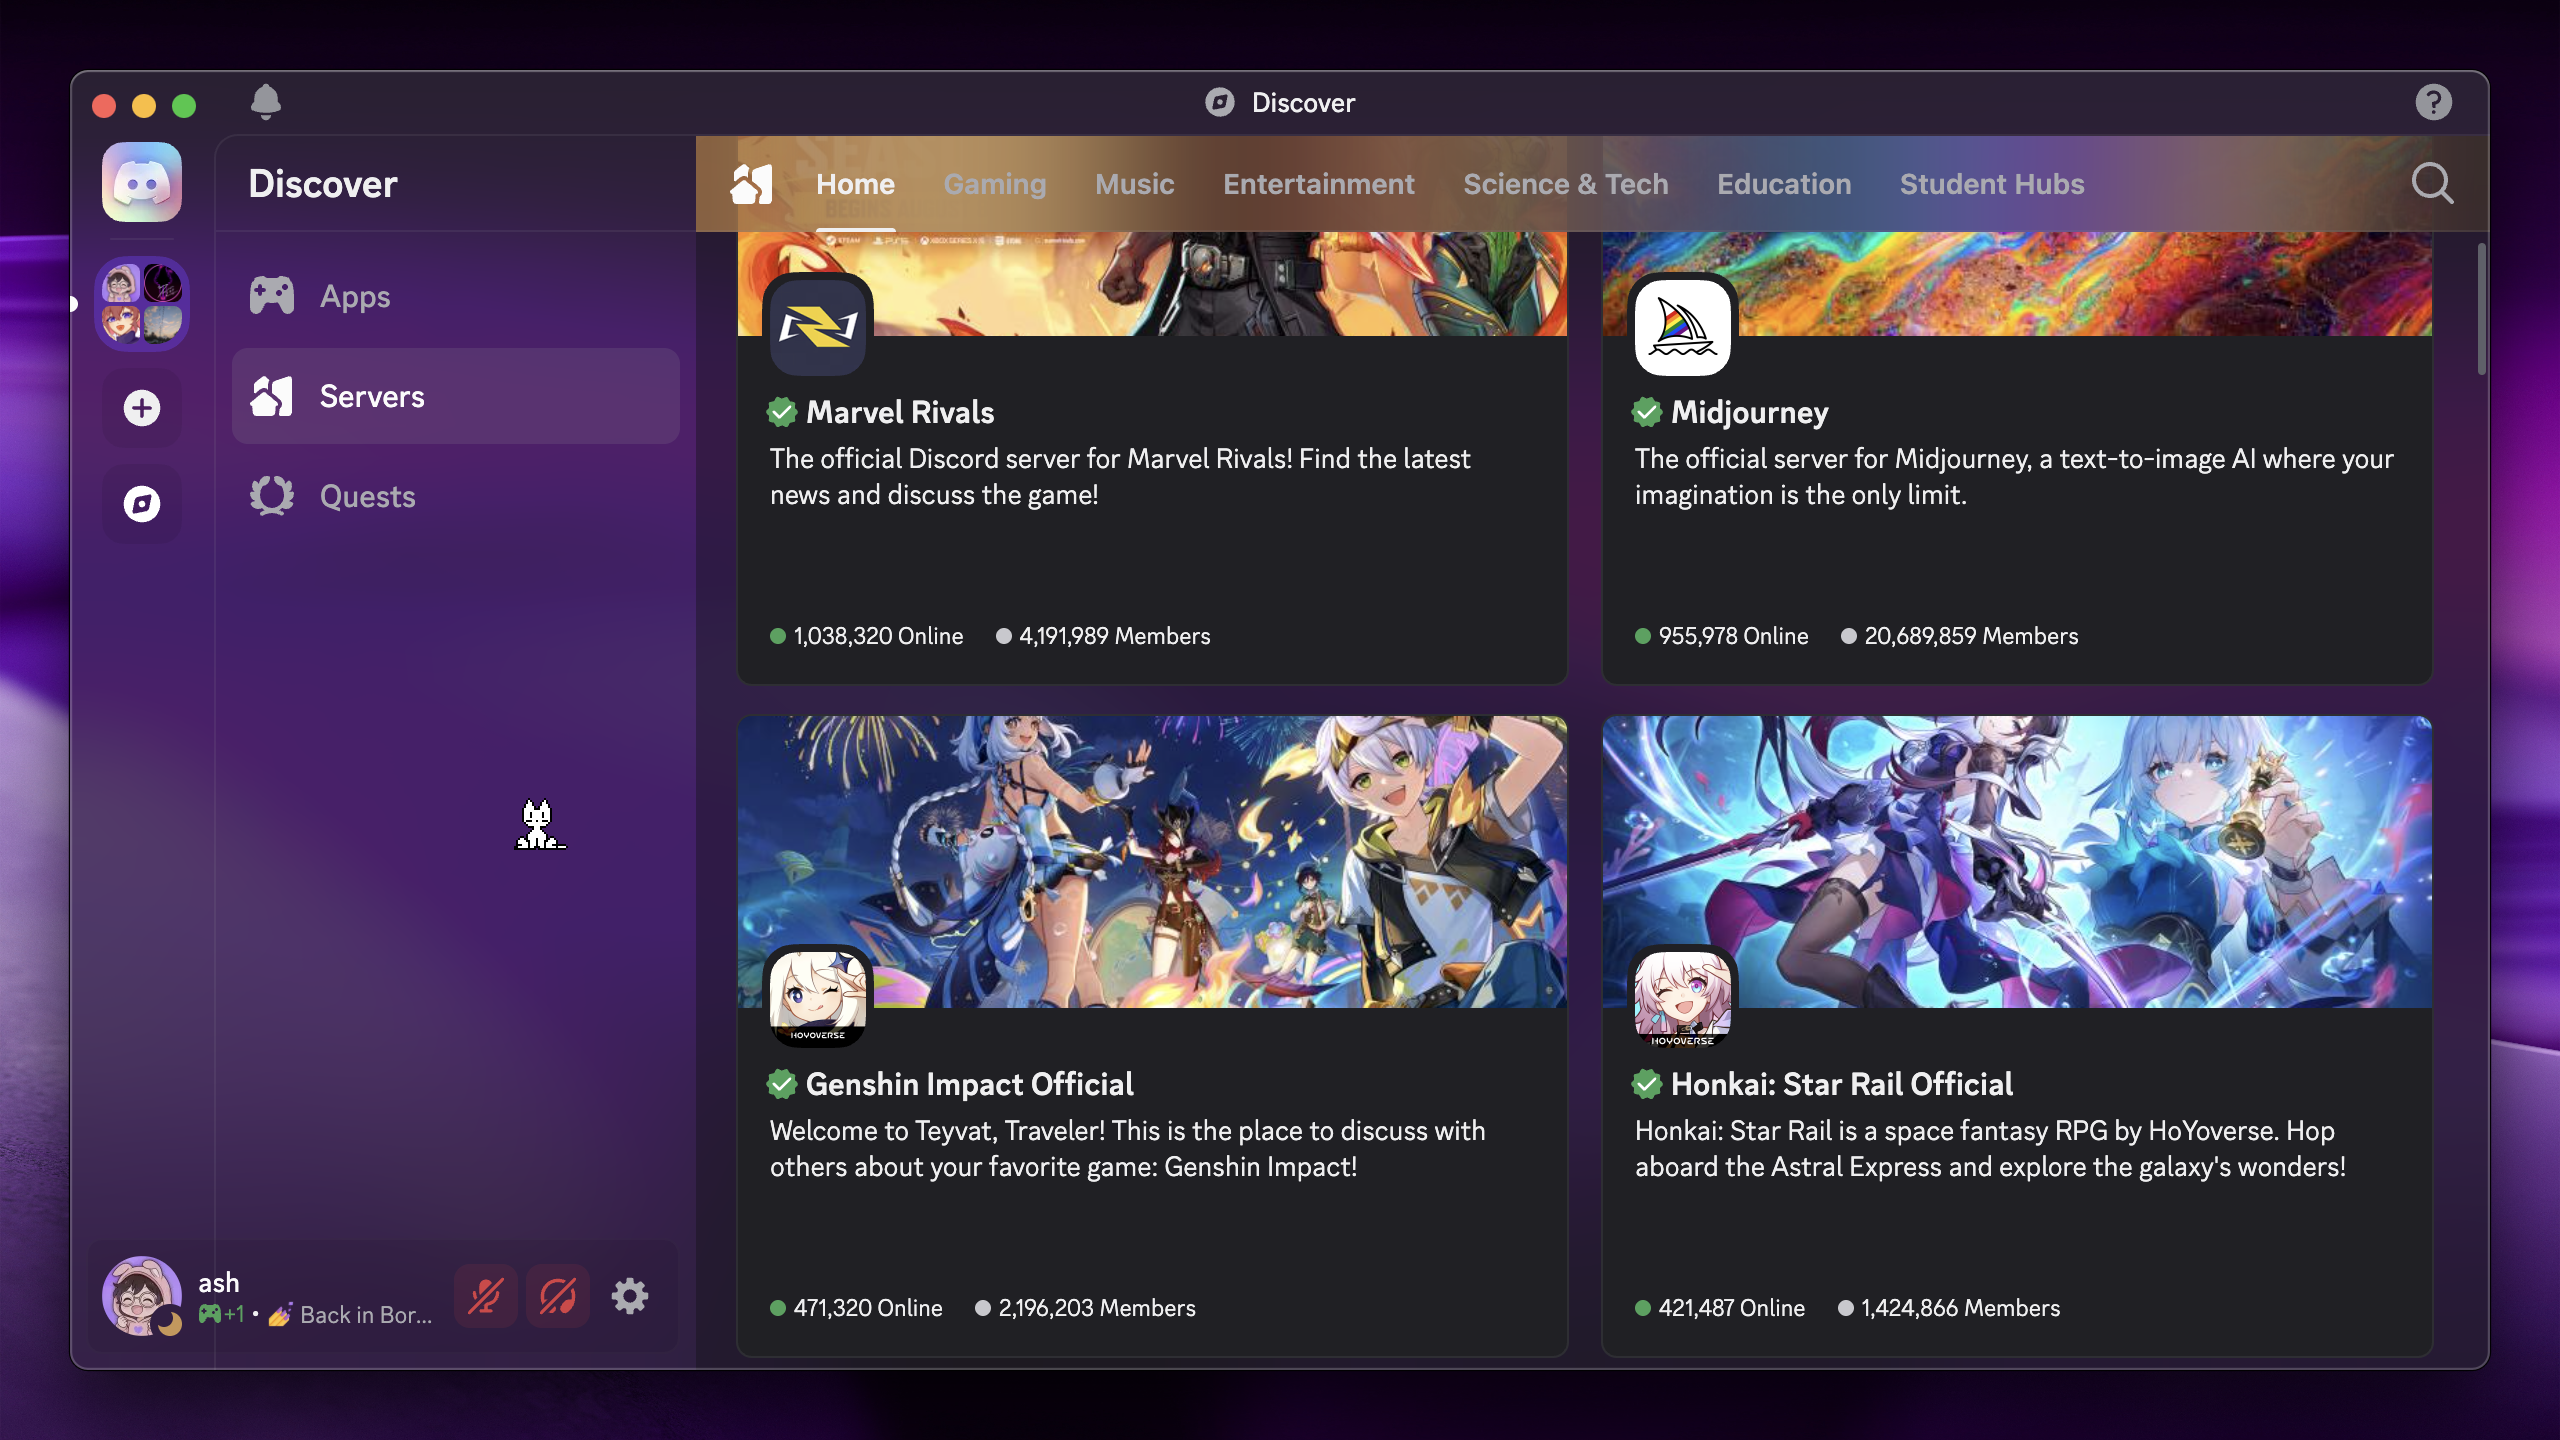 Discover
Discover
Home
Gaming
Music
Entertainment
Science & Tech
Education
Student Hubs
Apps
Servers
Quests
Marvel Rivals
The official Discord server for Marvel Rivals! Find the latest
news and discuss the game!
1,038,320 Online
4,191,989 Members
Midjourney
The official server for Midjourney, a text-to-image AI where your
imagination is the only limit.
955,978 Online
20,689,859 Members
HOYOVERSE
Genshin Impact Official
Welcome to Teyvat, Traveler! This is the place to discuss with
others about your favorite game: Genshin Impact!
471,320 Online
2,196,203 Members
HOYOVERSE
Honkai: Star Rail Official
Honkai: Star Rail is a space fantasy RPG by HoYoverse. Hop
aboard the Astral Express and explore the galaxy's wonders!
421,487 Online
1,424,866 Members
ash
+1 • Back in Bor...